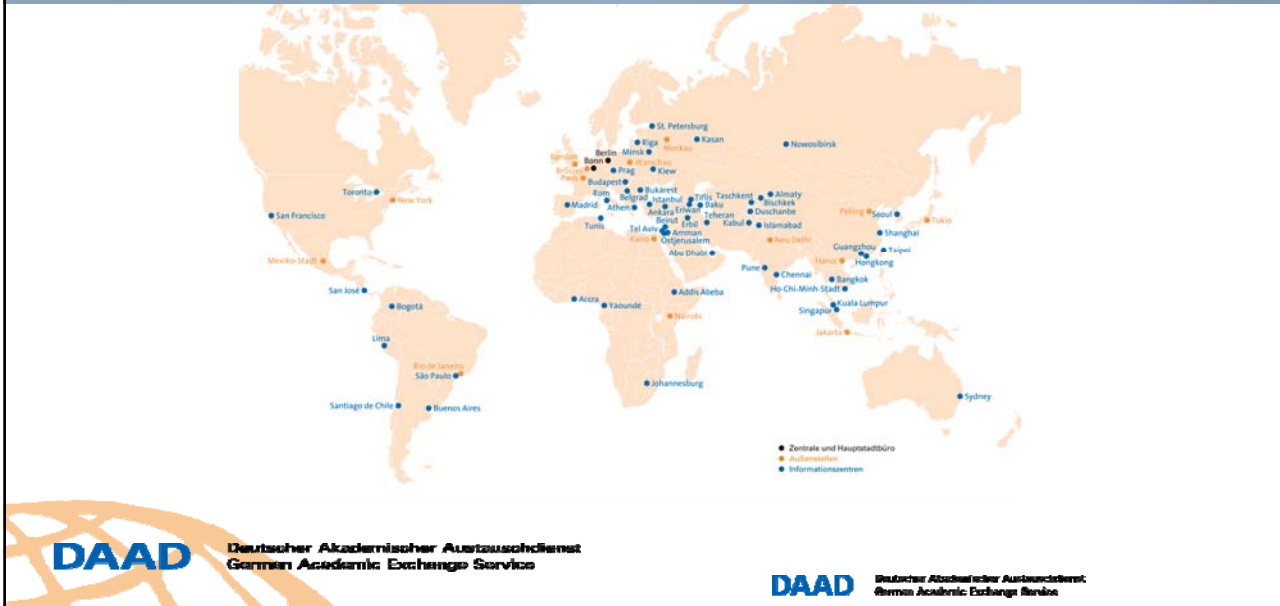 St. Petersburg
Riga
Moskau
Kasan
Minsk
Nowosibirsk
Berlin
London
Bonn
Warschau
Brüssel
Prag
Kiew
Paris
Budapest
Toronto
New York
Rom
Belgrad
Bukarest
Istanbul
Tiflis
Taschkent
Almaty
Bischkek
Madrid
Athen
Ankara
Eriwan
Baku
Duschanbe
Peking
Seoul
Tokio
San Francisco
Tunis
Beirut
Erbil
Teheran
Kabul
Islamabad
Tel Aviv
Amman
Shanghai
Kairo
Ostjerusalem
Neu Delhi
Guangzhou
Taipei
Abu Dhabi
Mexiko-Stadt
Hanoi
Hongkong
Pune
Chennai
Bangkok
San José
Addis Abeba
Ho-Chi-Minh-Stadt
Bogotá
Accra
Yaoundé
Kuala Lumpur
Singapur
Nairobi
Lima
Jakarta
Rio de Janeiro
São Paulo
Johannesburg
Santiago de Chile
Buenos Aires
Sydney
Zentrale und Hauptstadtbüro
Außenstellen
Informationszentren
DAAD
Deutscher Akademischer Austauschdienst
German Academic Exchange Service
DAAD
Deutscher Akademischer Austauschdienst
German Academic Exchange Service